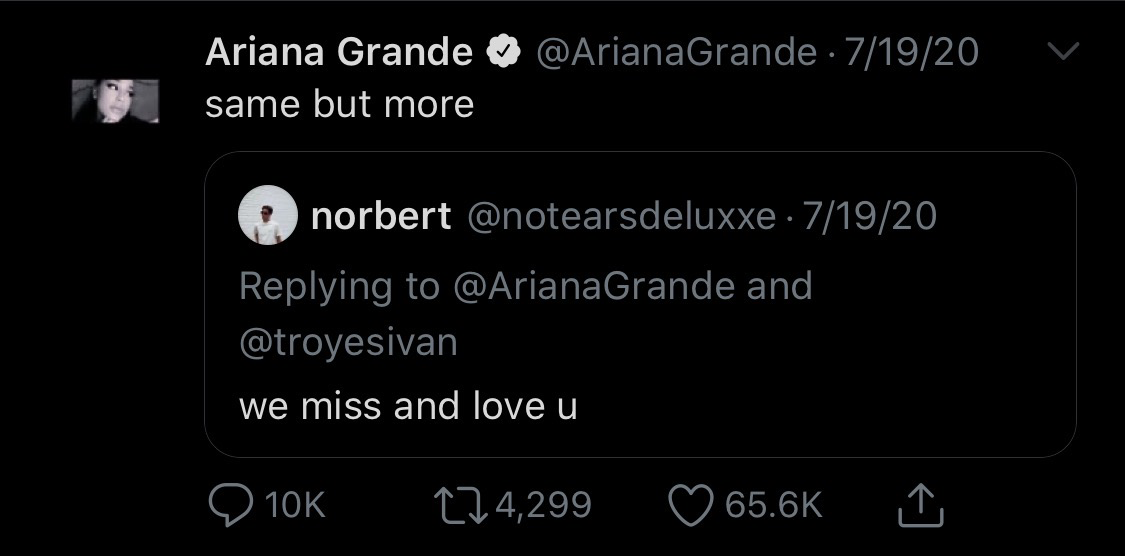 Ariana Grande @ArianaGrande · 7/19/20
same but more
norbert @notearsdeluxxe · 7/19/20
Replying to @ArianaGrande and
@troyesivan
we miss and love u
10K 4,299 65.6K